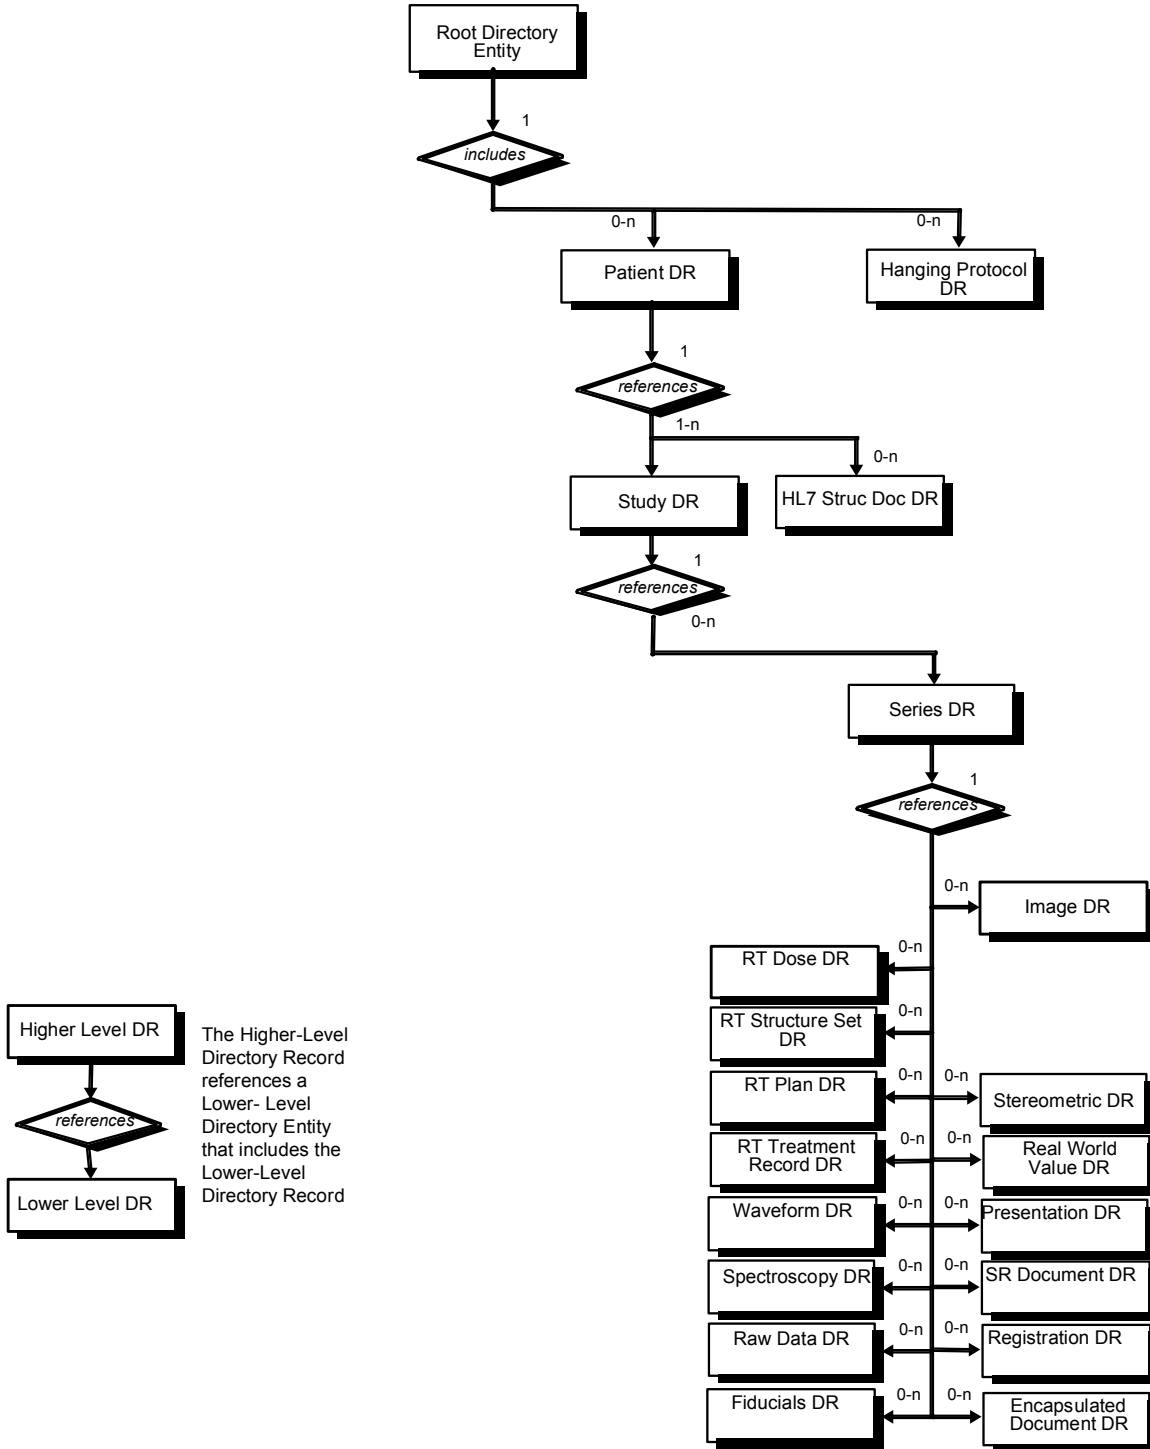 Root Directory
Entity
1
includes
0-n
0-n
Patient DR
Hanging Protocol
DR
1
references
1-n
0-n
Study DR
HL7 Struc Doc DR
1
references
0-n
Series DR
1
references
0-n
Image DR
0-n
RT Dose DR
0-n
RT Structure Set
DR
0-n
0-n
RT Plan DR
Stereometric DR
0-n
0-n
RT Treatment
Record DR
Real World
Value DR
0-n
0-n
Waveform DR
Presentation DR
0-n
0-n
Spectroscopy DR
SR Document DR
0-n
0-n
Raw Data DR
Registration DR
0-n
0-n
Fiducials DR
Encapsulated
Document DR
Higher Level DR
references
Lower Level DR
The Higher-Level
Directory Record
references a
Lower- Level
Directory Entity
that includes the
Lower-Level
Directory Record